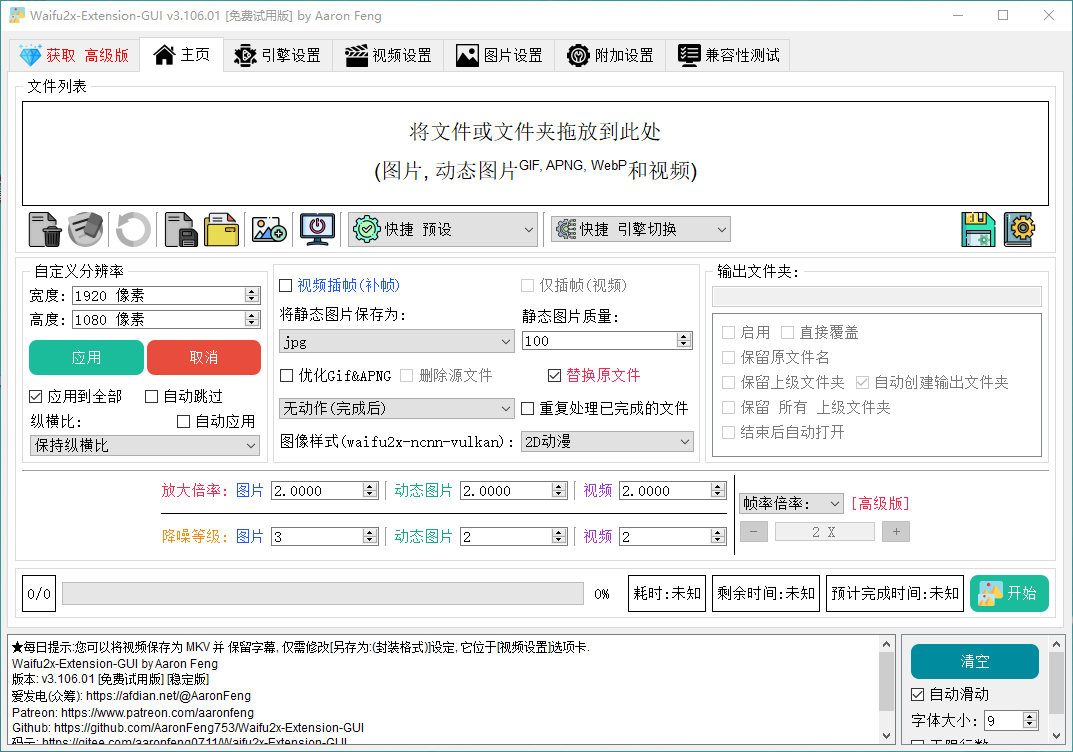 Waifu2x-Extension-GUI v3.106.01 [免费试用版] by Aaron Feng
获取 高级版 主页 引擎设置 视频设置 图片设置 附加设置 兼容性测试
文件列表
将文件或文件夹拖放到此处
(图片, 动态图片GIF, APNG, WebP和视频)
快捷 预设 快捷 引擎切换
自定义分辨率
宽度: 1920 像素
高度: 1080 像素
应用 取消
应用到全部 自动跳过
纵横比: 自动应用
保持纵横比
视频插帧(补帧) 仅插帧(视频)
将静态图片保存为: 静态图片质量:
jpg 100
优化Gif&APNG 删除源文件 替换原文件
无动作(完成后) 重复处理已完成的文件
图像样式(waifu2x-ncnn-vulkan): 2D动漫
输出文件夹:
启用 直接覆盖
保留原文件名
保留上级文件夹 自动创建输出文件夹
保留 所有 上级文件夹
结束后自动打开
放大倍率: 图片 2.0000 动态图片 2.0000 视频 2.0000
降噪等级: 图片 3 动态图片 2 视频 2
帧率倍率: [高级版]
- 2 X +
0/0 0% 耗时:未知 剩余时间:未知 预计完成时间:未知 开始
★每日提示:您可以将视频保存为 MKV 并 保留字幕, 仅需修改[另存为:(封装格式)]设定, 它位于[视频设置]选项卡.
Waifu2x-Extension-GUI by Aaron Feng
版本: v3.106.01 [免费试用版] [稳定版]
爱发电(众筹): https://afdian.net/@AaronFeng
Patreon: https://www.patreon.com/aaronfeng
Github: https://github.com/AaronFeng753/Waifu2x-Extension-GUI
码云: https://gitee.com/aaronfeng0711/Waifu2x-Extension-GUI
清空
自动滑动
字体大小: 9